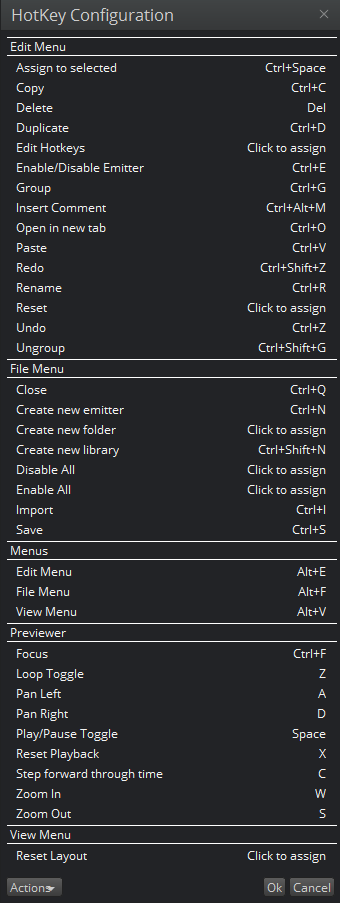 HotKey Configuration ×
Edit Menu
Assign to selected Ctrl+Space
Copy Ctrl+C
Delete Del
Duplicate Ctrl+D
Edit Hotkeys Click to assign
Enable/Disable Emitter Ctrl+E
Group Ctrl+G
Insert Comment Ctrl+Alt+M
Open in new tab Ctrl+O
Paste Ctrl+V
Redo Ctrl+Shift+Z
Rename Ctrl+R
Reset Click to assign
Undo Ctrl+Z
Ungroup Ctrl+Shift+G
File Menu
Close Ctrl+Q
Create new emitter Ctrl+N
Create new folder Click to assign
Create new library Ctrl+Shift+N
Disable All Click to assign
Enable All Click to assign
Import Ctrl+I
Save Ctrl+S
Menus
Edit Menu Alt+E
File Menu Alt+F
View Menu Alt+V
Previewer
Focus Ctrl+F
Loop Toggle Z
Pan Left A
Pan Right D
Play/Pause Toggle Space
Reset Playback X
Step forward through time C
Zoom In W
Zoom Out S
View Menu
Reset Layout Click to assign
Actions Ok Cancel